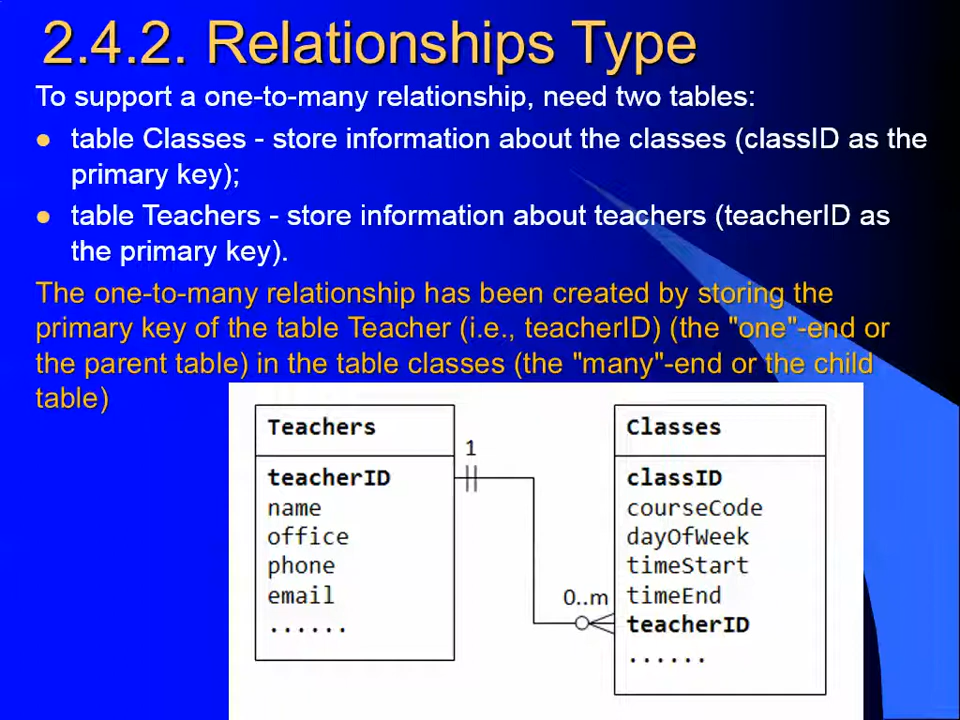 2.4.2. Relationships Type
To support a one-to-many relationship, need two tables:
● table Classes - store information about the classes (classID as the
primary key);
● table Teachers - store information about teachers (teacherID as
the primary key).
The one-to-many relationship has been created by storing the
primary key of the table Teacher (i.e., teacherID) (the "one"-end or
the parent table) in the table classes (the "many"-end or the child
table)
Teachers
teacherID
name
office
phone
email
......
1
0..m
Classes
classID
courseCode
dayOfWeek
timeStart
timeEnd
teacherID
......